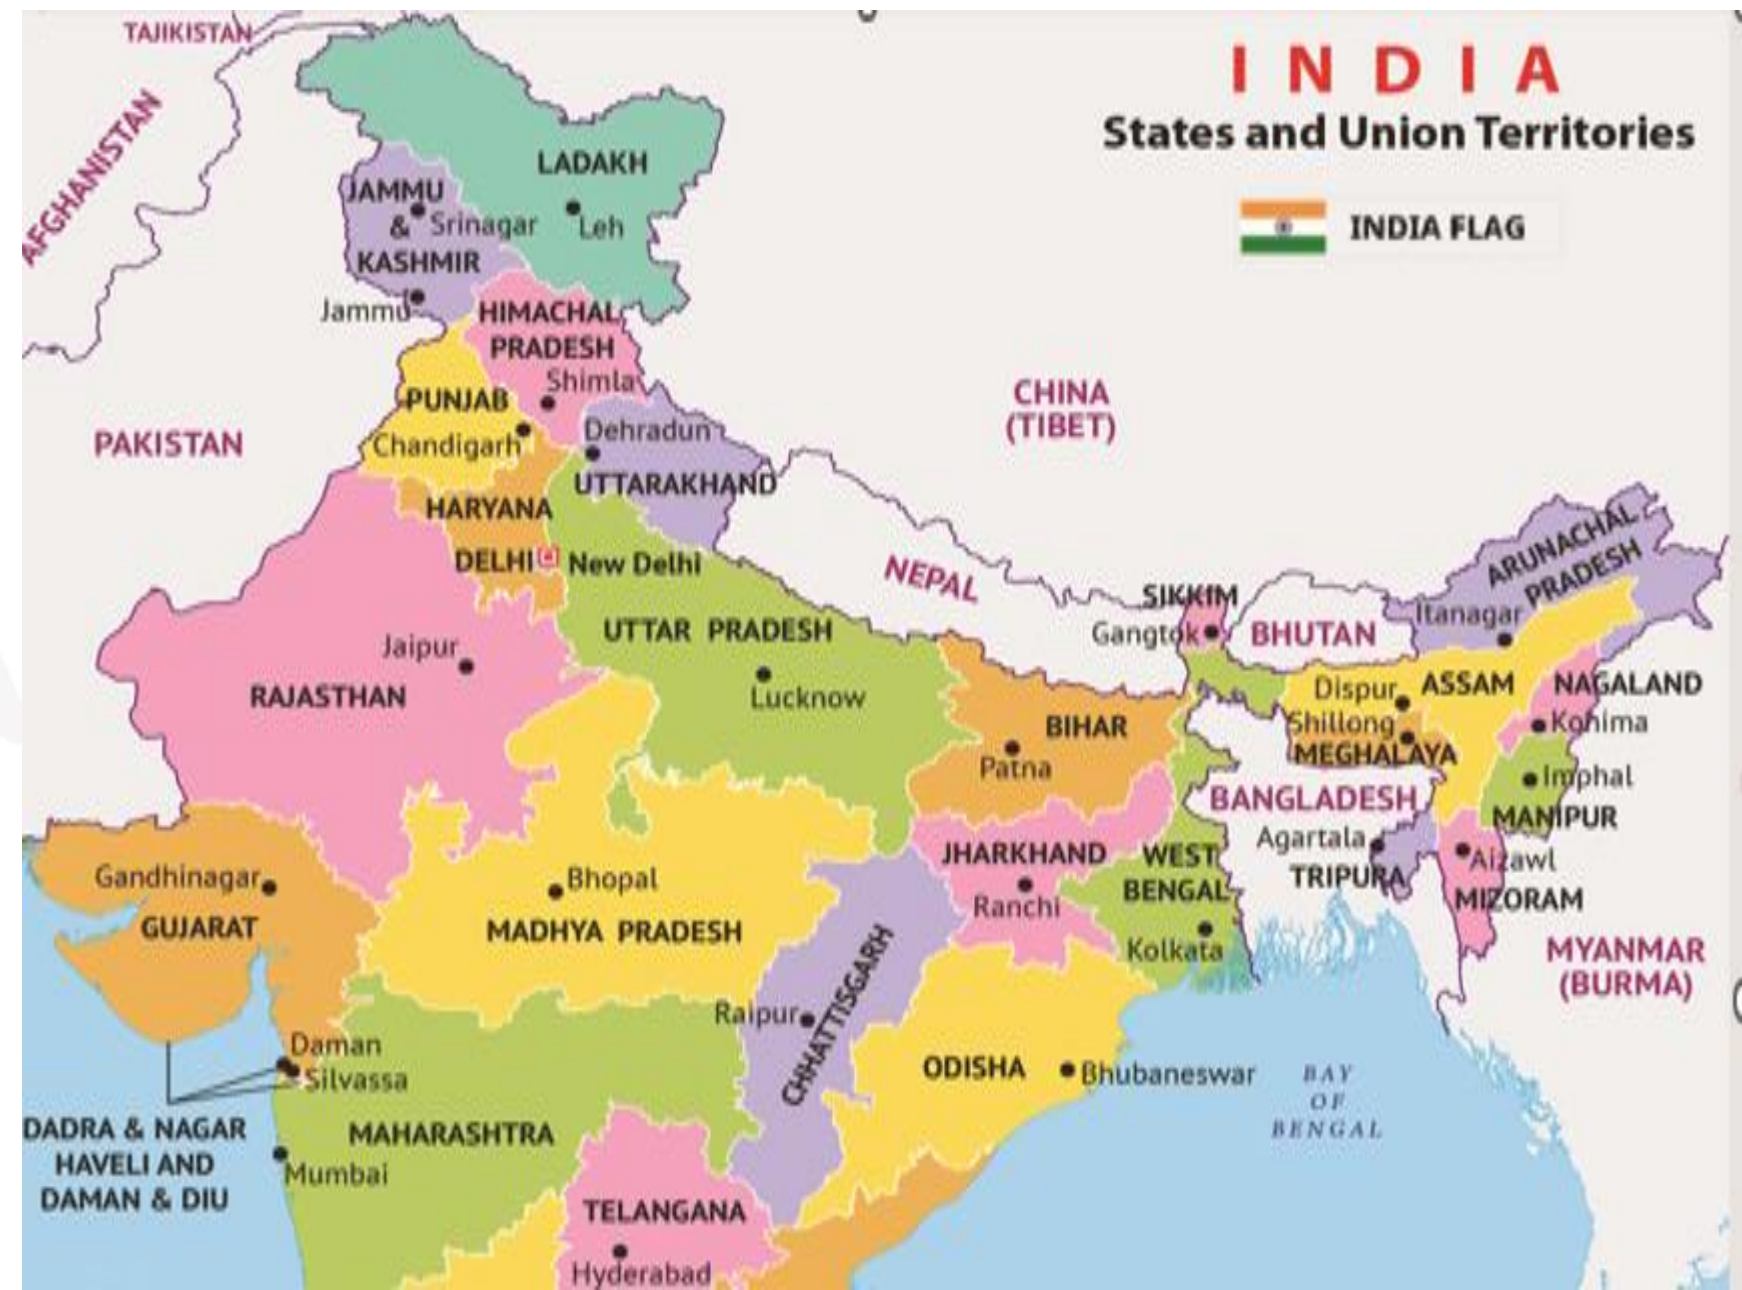 TAJIKISTAN
INDIA
States and Union Territories
INDIA FLAG
AFGHANISTAN
LADAKH
Leh
JAMMU
& Srinagar
KASHMIR
Jammu
HIMACHAL
PRADESH
Shimla
PUNJAB
Chandigarh
Dehradun
UTTARAKHAND
PAKISTAN
CHINA
(TIBET)
HARYANA
DELHI New Delhi
NEPAL
SIKKIM
Gangtok
BHUTAN
ARUNACHAL
PRADESH
Itanagar
UTTAR PRADESH
Lucknow
Jaipur
RAJASTHAN
BIHAR
Patna
Dispur ASSAM
NAGALAND
Kohima
Shillong
MEGHALAYA
Imphal
MANIPUR
BANGLADESH
Agartala
TRIPURA
Aizawl
MIZORAM
JHARKHAND
Ranchi
WEST
BENGAL
Kolkata
Gandhinagar
GUJARAT
Bhopal
MADHYA PRADESH
MYANMAR
(BURMA)
Raipur
CHHATTISGARH
ODISHA
Bhubaneswar
BAY
OF
BENGAL
Daman
Silvassa
DADRA & NAGAR
HAVELI AND
DAMAN & DIU
MAHARASHTRA
Mumbai
TELANGANA
Hyderabad